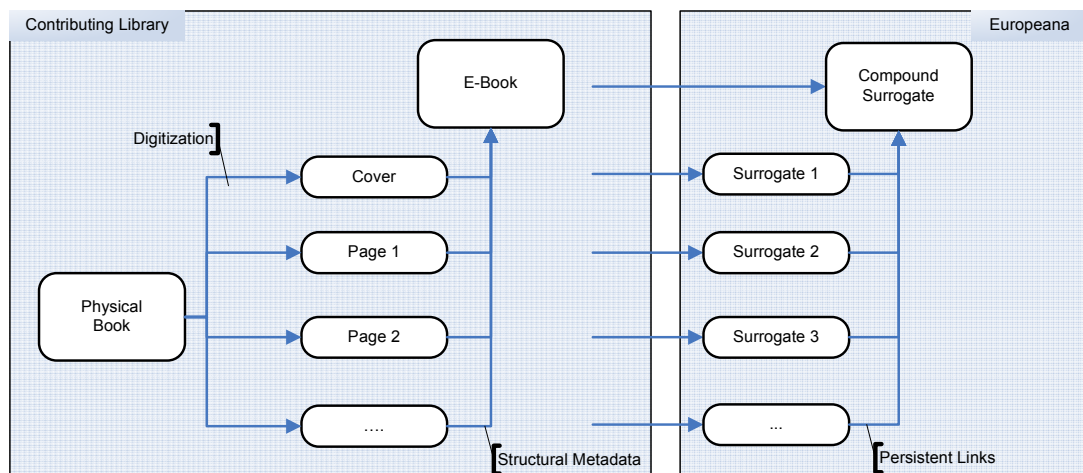 Contributing Library
Europeana
E-Book
Compound
Surrogate
Digitization
Cover
Surrogate 1
Page 1
Surrogate 2
Physical
Book
Page 2
Surrogate 3
....
...
Structural Metadata
Persistent Links